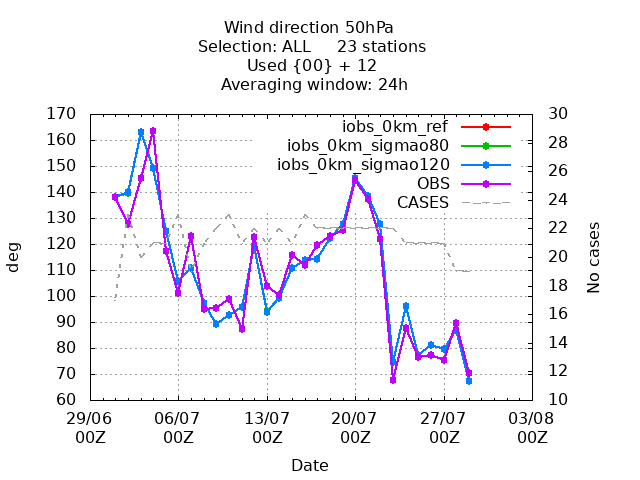 Wind direction 50hPa
Selection: ALL 23 stations
Used {00} + 12
Averaging window: 24h
170 30
160 28
150 26
140 24
130 22
120 20
110 18
100 16
90 14
80 12
70 10
60
iobs_0km_ref
iobs_0km_sigmao80
iobs_0km_sigmao120
OBS
CASES
deg
No cases
29/06 06/07 13/07 20/07 27/07 03/08
00Z 00Z 00Z 00Z 00Z 00Z
Date